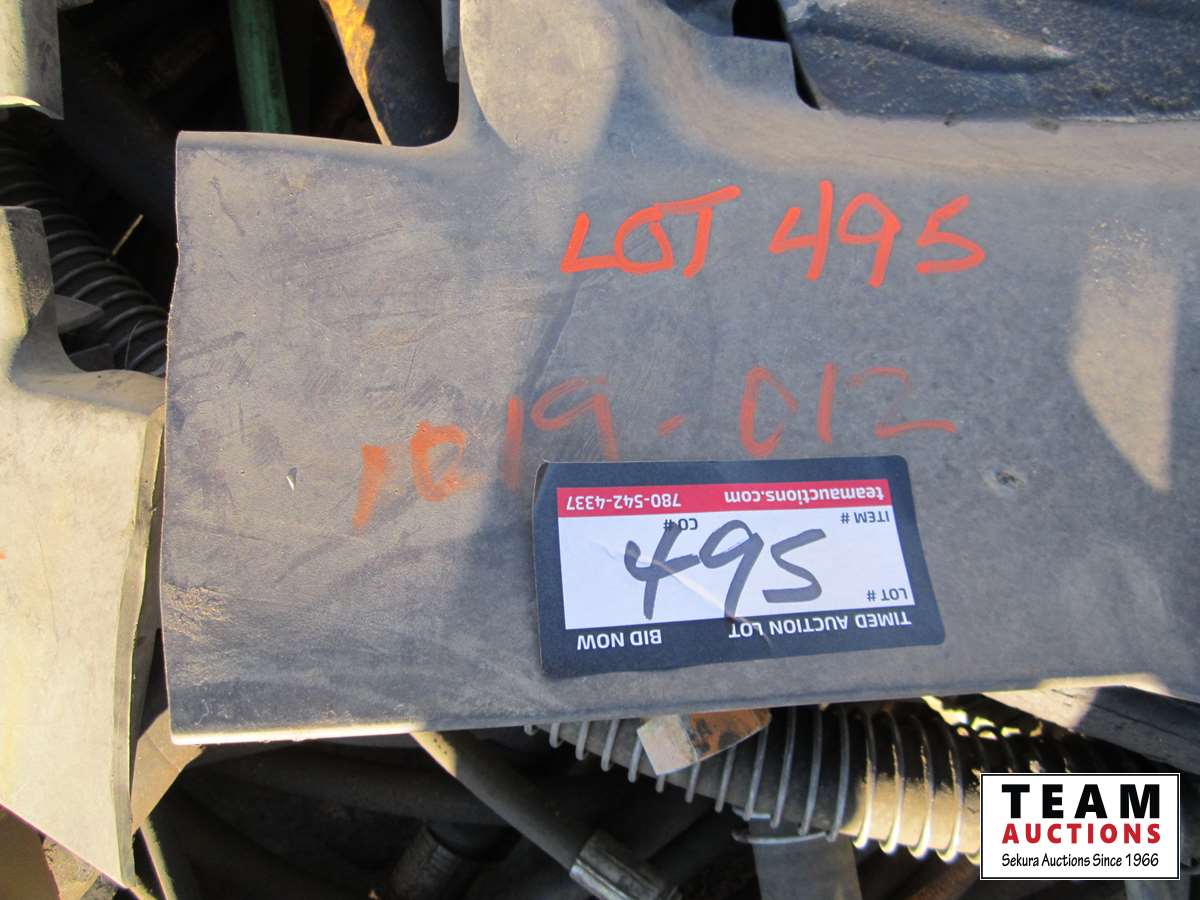 LOT 495
1019-012
TIMED AUCTION LOT BID NOW
LOT #
495
ITEM # CO #
teamauctions.com 780-542-4337
TEAM
AUCTIONS
Sekura Auctions Since 1966